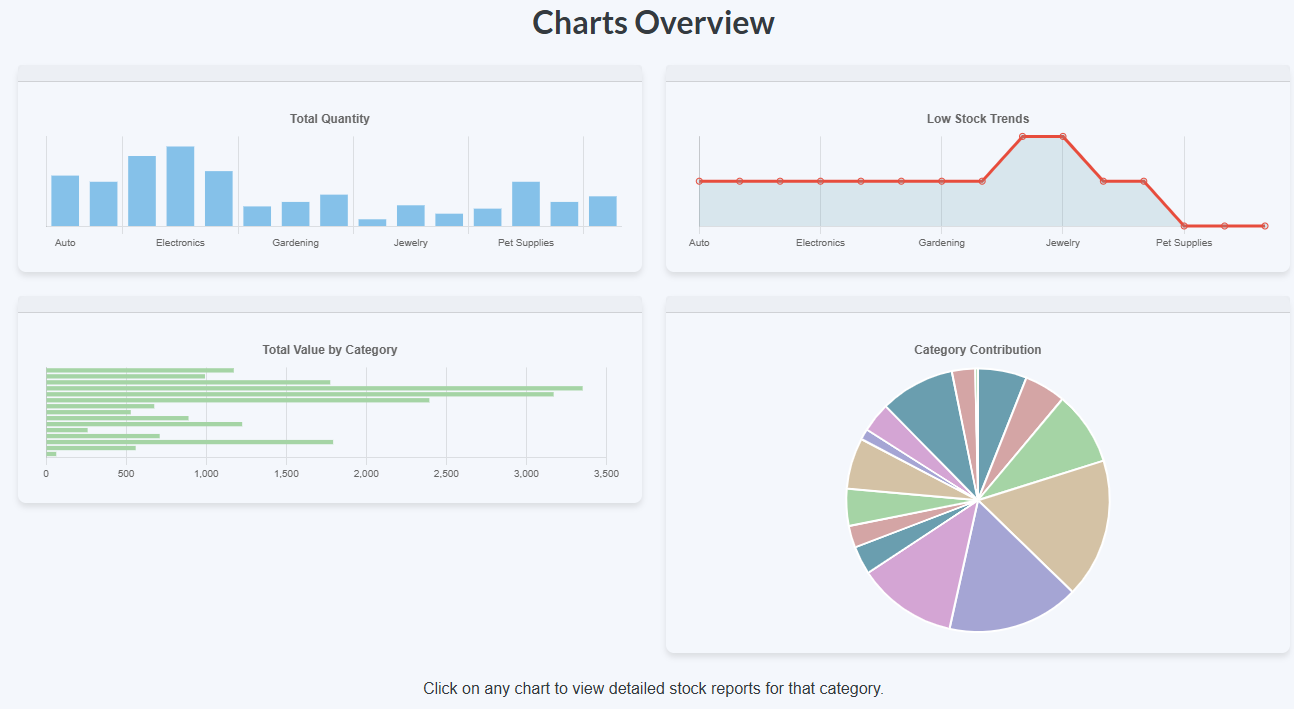 Charts Overview
Total Quantity
Auto Electronics Gardening Jewelry Pet Supplies
Low Stock Trends
Auto Electronics Gardening Jewelry Pet Supplies
Total Value by Category
0 500 1,000 1,500 2,000 2,500 3,000 3,500
Category Contribution
Click on any chart to view detailed stock reports for that category.